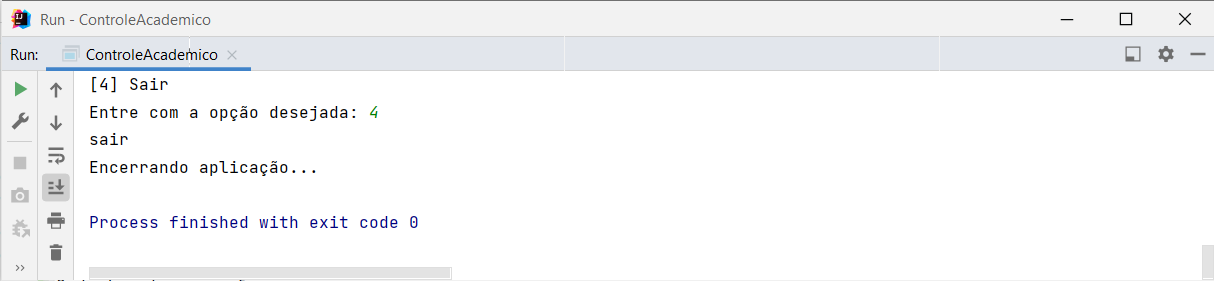 Run - ControleAcademico
Run: ControleAcademico
[4] Sair
Entre com a opção desejada: 4
sair
Encerrando aplicação...
Process finished with exit code 0